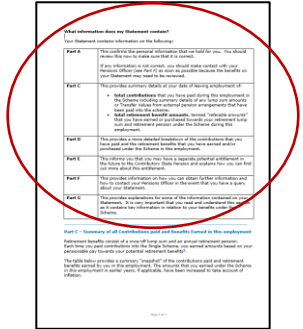 What information does my Statement contain?
Your Statement contains information on the following:
Part A
This confirms the personal information that we hold for you. You should
review this now to make sure that it is correct.
If any information is not correct, you should make contact with your
Pensions Officer (see Part F) as soon as possible because the benefits on
your Statement may need to be reviewed.
Part C
This provides summary details at your date of leaving employment of:
• total contributions that you have paid during this employment in
the Scheme including summary details of any lump sum amounts
or Transfer Values from external pension arrangements that have
been paid into the scheme.
• total retirement benefit amounts, termed "referable amounts"
that you have earned or purchased towards your retirement lump
sum and retirement pension under the Scheme during this
employment.
Part D
This provides a more detailed breakdown of the contributions that you
have paid and the retirement benefits that you have earned and/or
purchased under the Scheme in this employment.
Part E
This informs you that you may have a separate potential entitlement in
the future to the Contributory State Pension and explains how you can find
out more about this entitlement.
Part F
This provides information on how you can obtain further information and
how to contact your Pensions Officer in the event that you have a query
about your Statement.
Part G
This provides explanations for some of the information contained on your
Statement. It is very important that you read and understand this
as it contains key information in relation to your benefits under the
Scheme.
Part C – Summary of all Contributions paid and Benefits Earned in this employment
Retirement benefits consist of a once-off lump sum and an annual retirement pension.
Each time you paid contributions into the Single Scheme, you earned amounts based on your
pensionable pay towards your potential retirement benefits.
The table below provides a summary "snapshot" of the contributions paid and retirement
benefits earned by you in this employment. The amounts that you earned under the Scheme
in this employment in earlier years, if applicable, have been increased to take account of
inflation.